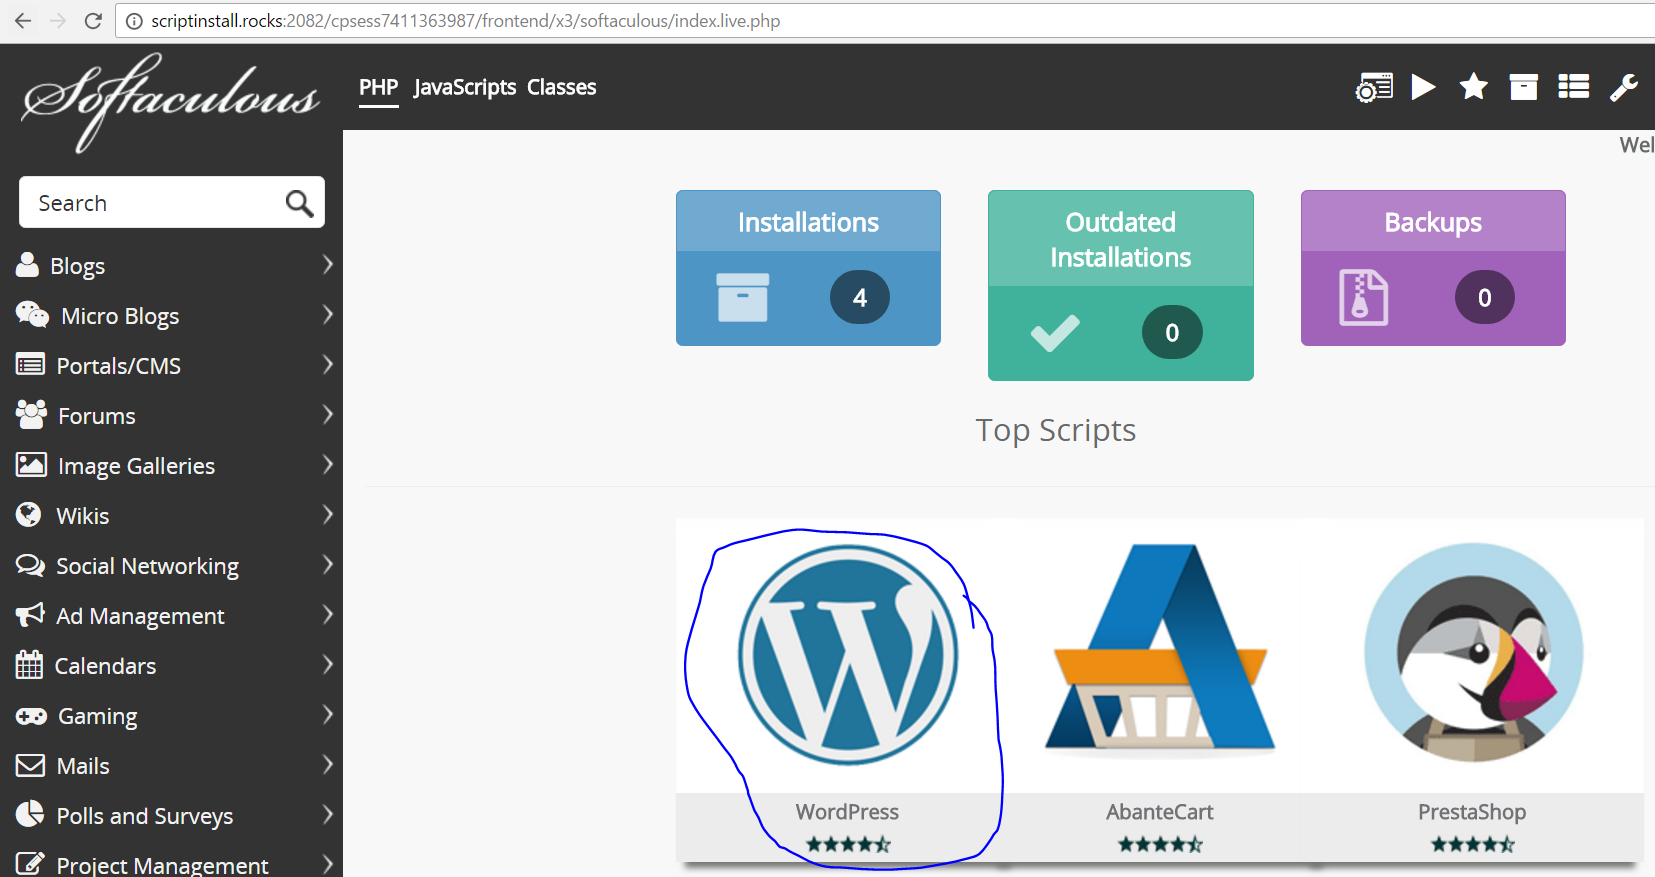 scriptinstall.rocks:2082/cpsess7411363987/frontend/x3/softaculous/index.live.php
Softaculous
PHP JavaScripts Classes
Wel
Search
Blogs
Micro Blogs
Portals/CMS
Forums
Image Galleries
Wikis
Social Networking
Ad Management
Calendars
Gaming
Mails
Polls and Surveys
Project Management
Installations
4
Outdated
Installations
0
Backups
0
Top Scripts
W
WordPress
AbanteCart
PrestaShop